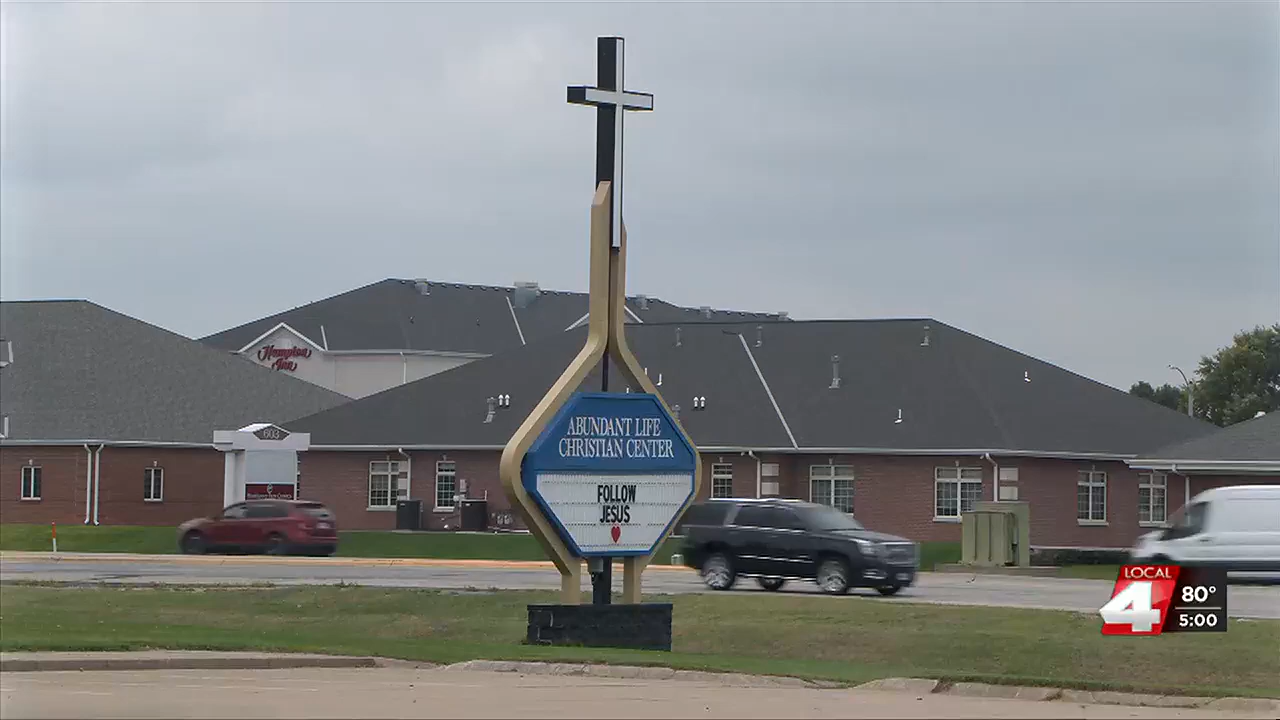 Hampton
Inn
603
ABUNDANT LIFE
CHRISTIAN CENTER
FOLLOW
JESUS
LOCAL
4
80°
5:00